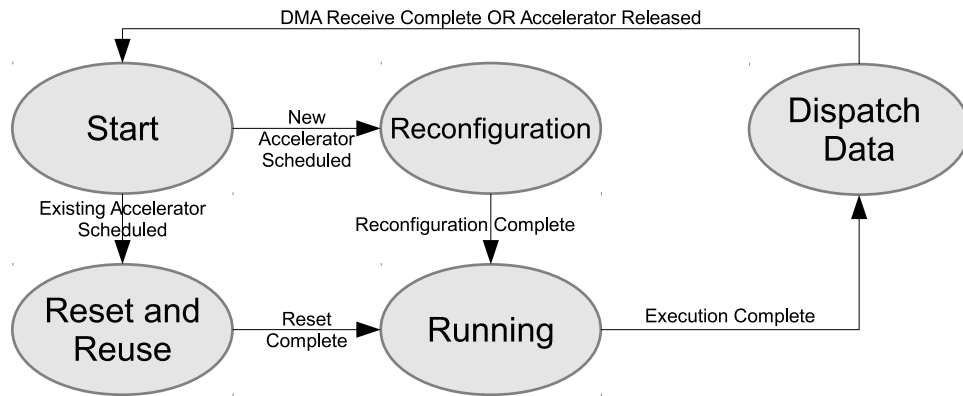 DMA Receive Complete OR Accelerator Released
Start
New
Accelerator
Scheduled
Reconfiguration
Dispatch
Data
Existing Accelerator
Scheduled
Reconfiguration Complete
Reset and
Reuse
Reset
Complete
Running
Execution Complete